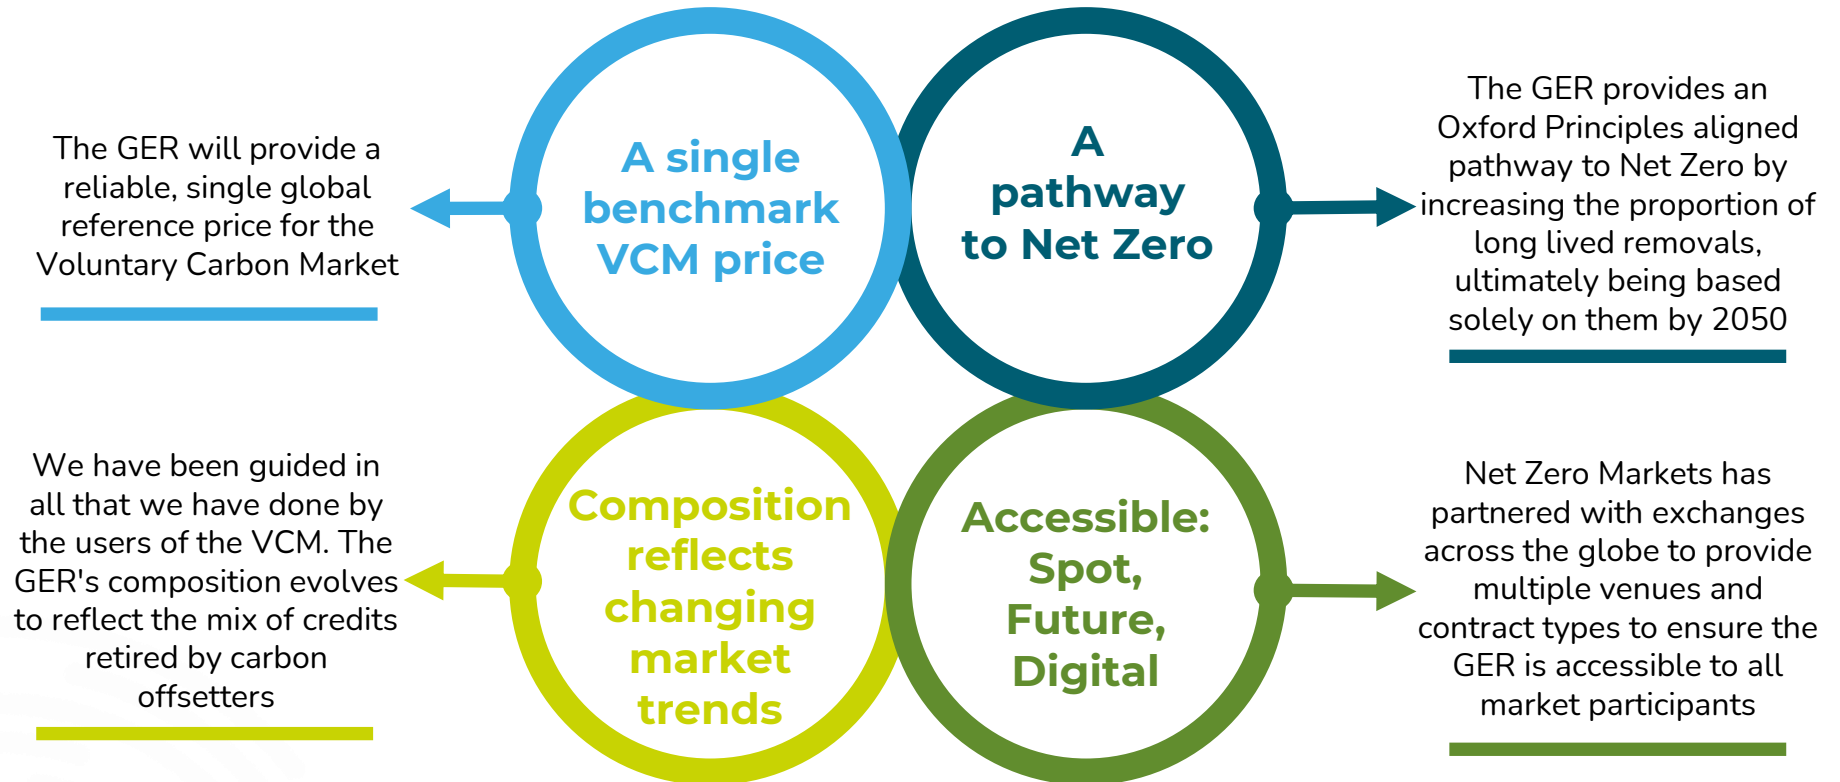 The GER will provide a
reliable, single global
reference price for the
Voluntary Carbon Market
A single
benchmark
VCM price
A
pathway
to Net Zero
The GER provides an
Oxford Principles aligned
pathway to Net Zero by
increasing the proportion of
long lived removals,
ultimately being based
solely on them by 2050
We have been guided in
all that we have done by
the users of the VCM. The
GER's composition evolves
to reflect the mix of credits
retired by carbon
offsetters
Composition
reflects
changing
market
trends
Accessible:
Spot,
Future,
Digital
Net Zero Markets has
partnered with exchanges
across the globe to provide
multiple venues and
contract types to ensure the
GER is accessible to all
market participants